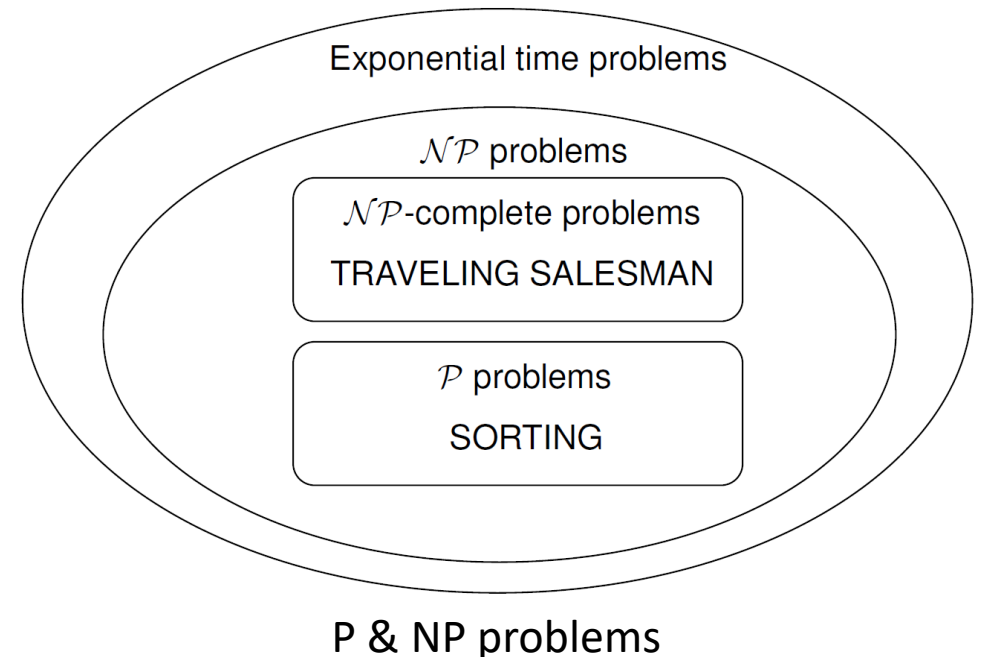 Exponential time problems
𝒩𝒫 problems
𝒩𝒫-complete problems
TRAVELING SALESMAN
𝒫 problems
SORTING
P & NP problems